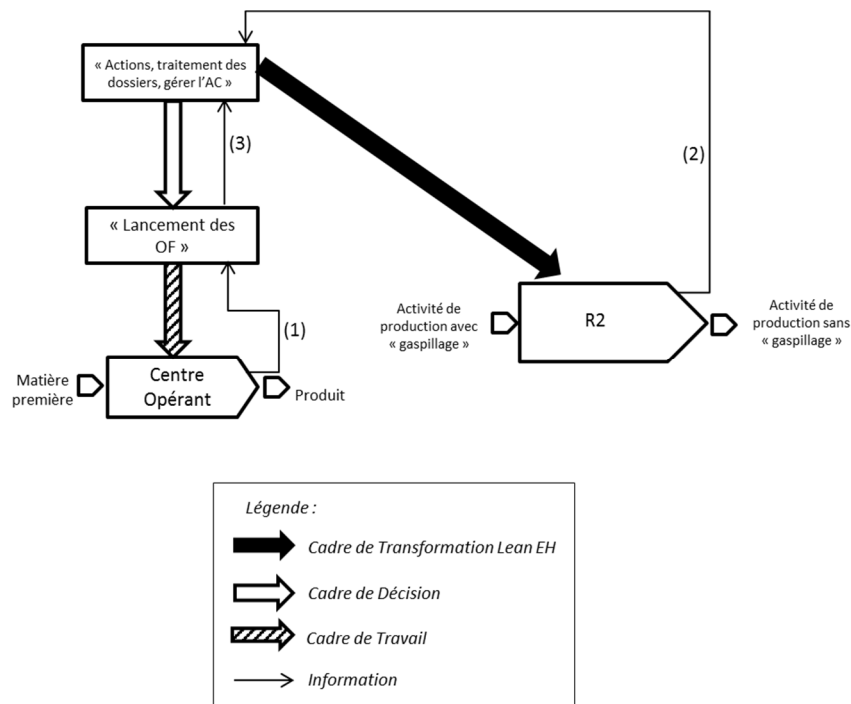 « Actions, traitement des
dossiers, gérer l'AC »
(3)
(2)
« Lancement des
OF »
(1)
Activité de
production avec
« gaspillage »
R2
Activité de
production sans
« gaspillage »
Matière
première
Centre
Opérant
Produit
Légende :
Cadre de Transformation Lean EH
Cadre de Décision
Cadre de Travail
Information